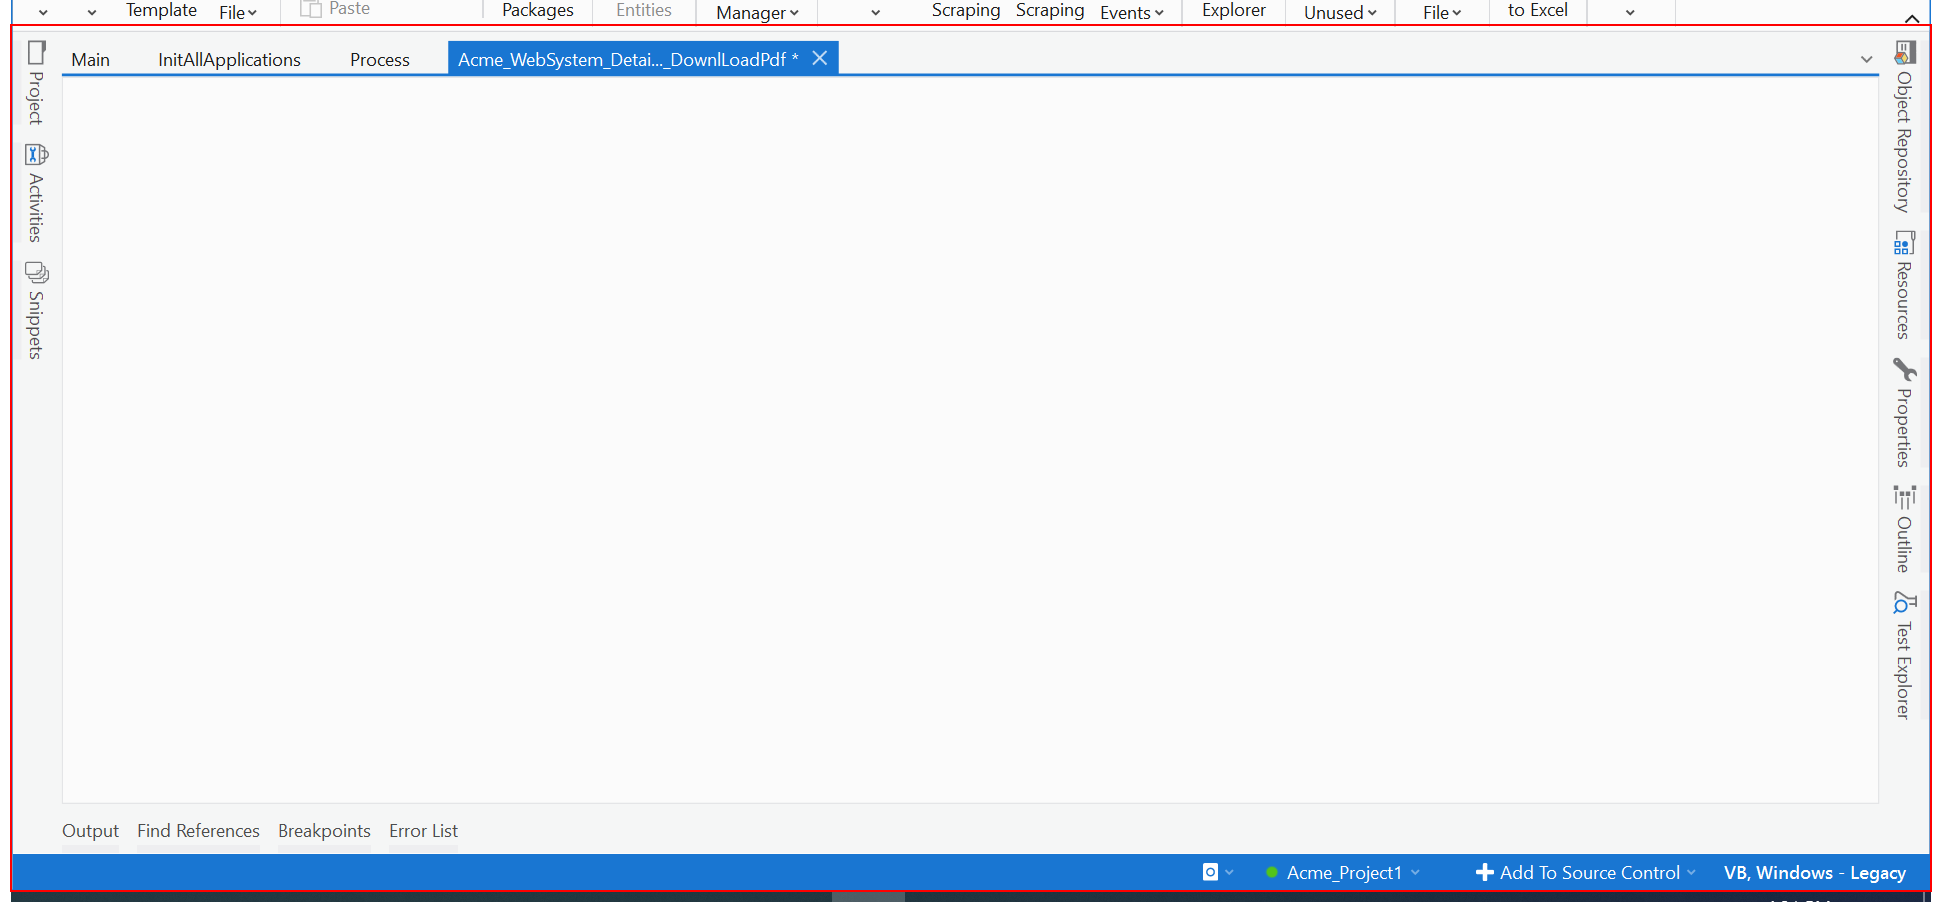 Template File Paste Packages Entities Manager Scraping Scraping Events Explorer Unused File to Excel
Main InitAllApplications Process Acme_WebSystem_Detai..._DownlLoadPdf *
Project
Activities
Snippets
Object Repository
Resources
Properties
Outline
Test Explorer
Output Find References Breakpoints Error List
Acme_Project1 Add To Source Control VB, Windows - Legacy